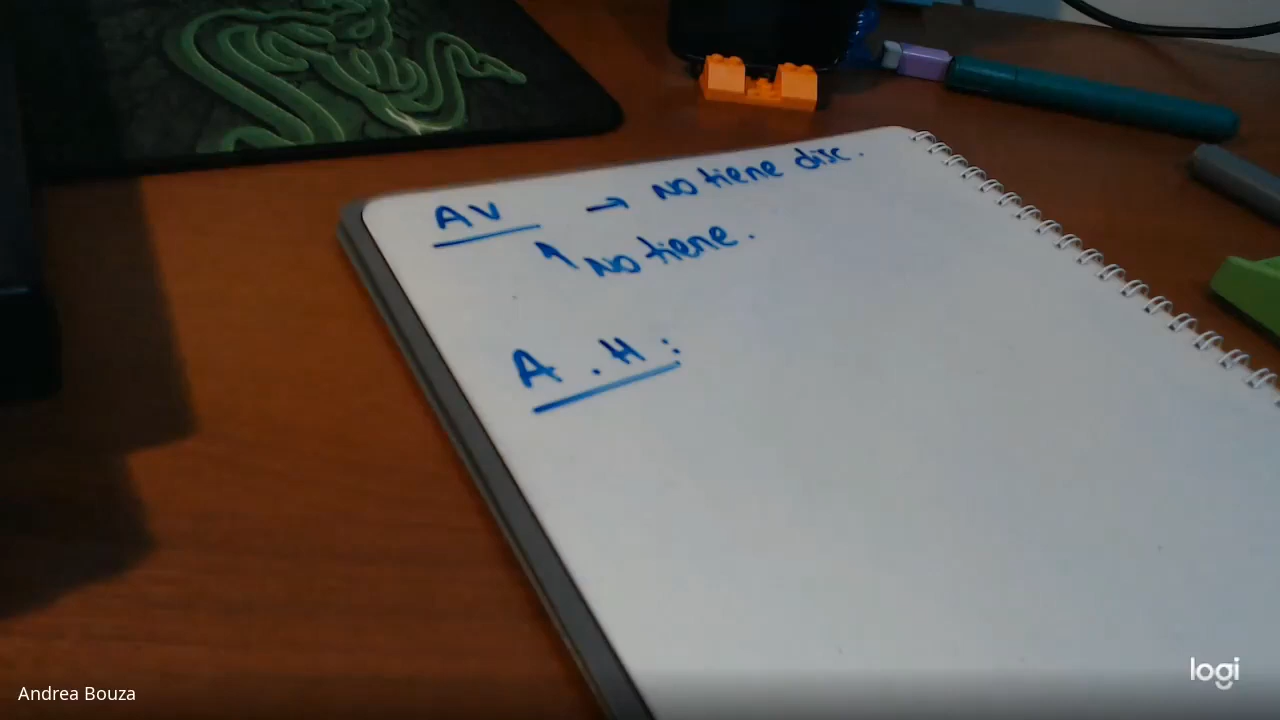 AV → No tiene disc.
No tiene.
A.H:
logi
Andrea Bouza